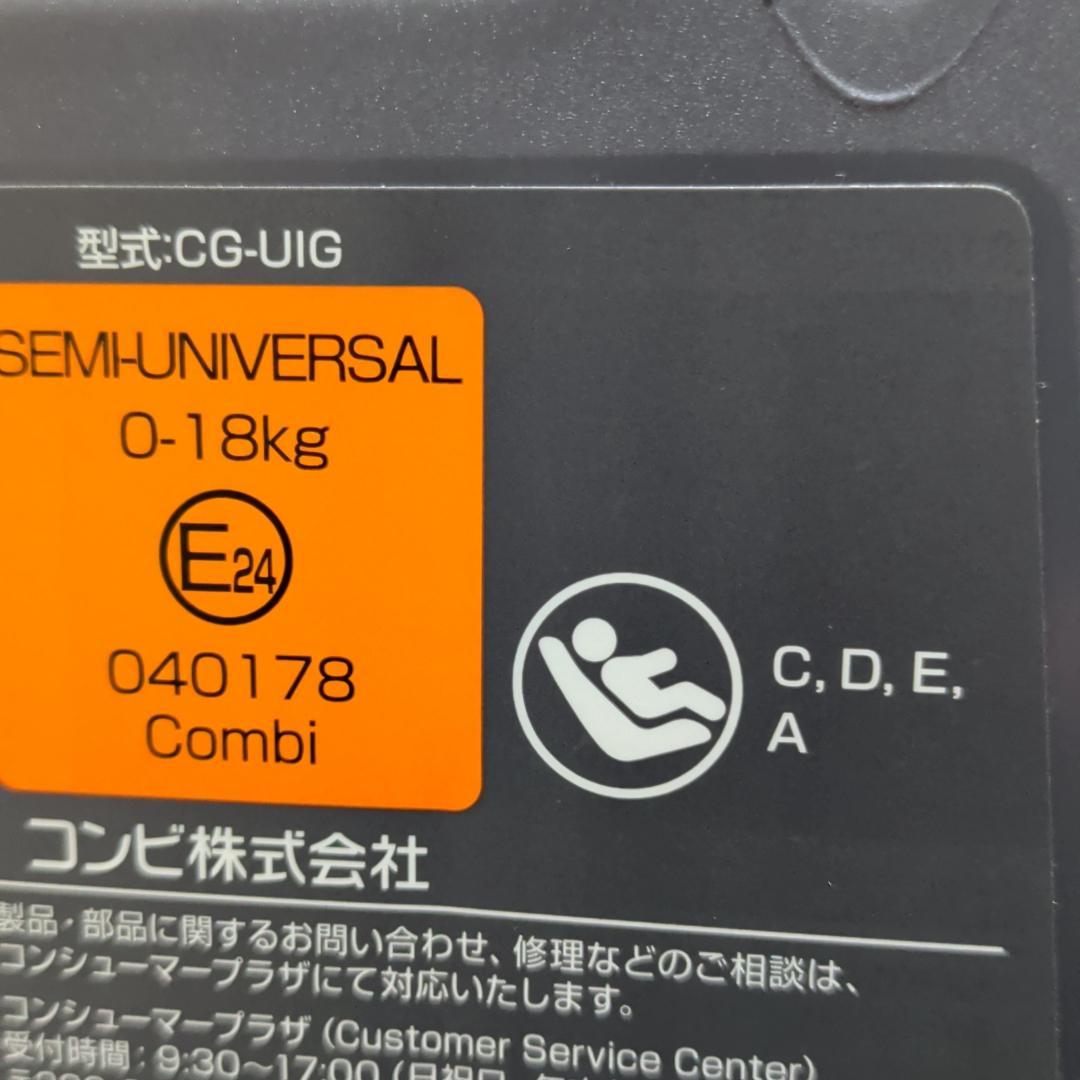 型式:CG-UIG
SEMI-UNIVERSAL
0-18kg
E24
040178
Combi
C, D, E,
A
コンビ株式会社
製品・部品に関するお問い合わせ、修理などのご相談は、
コンシューマープラザにて対応いたします。
コンシューマープラザ (Customer Service Center)
受付時間:9:30～17:00 (日祝日